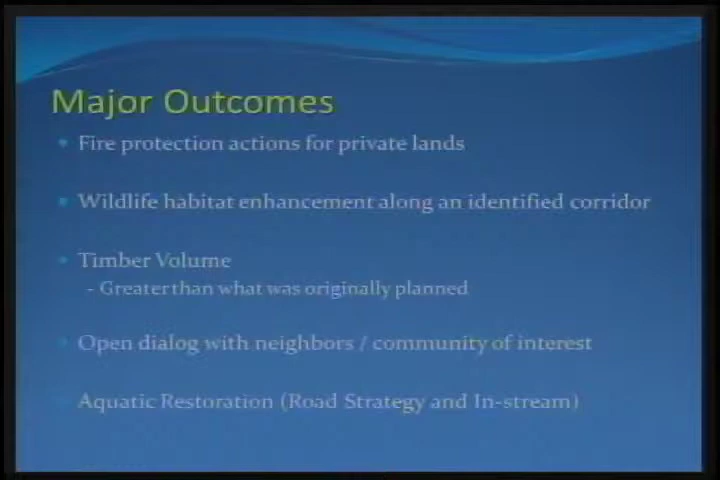 Major Outcomes
• Fire protection actions for private lands
• Wildlife habitat enhancement along an identified corridor
• Timber Volume
- Greater than what was originally planned
• Open dialog with neighbors / community of interest
Aquatic Restoration (Road Strategy and In-stream)